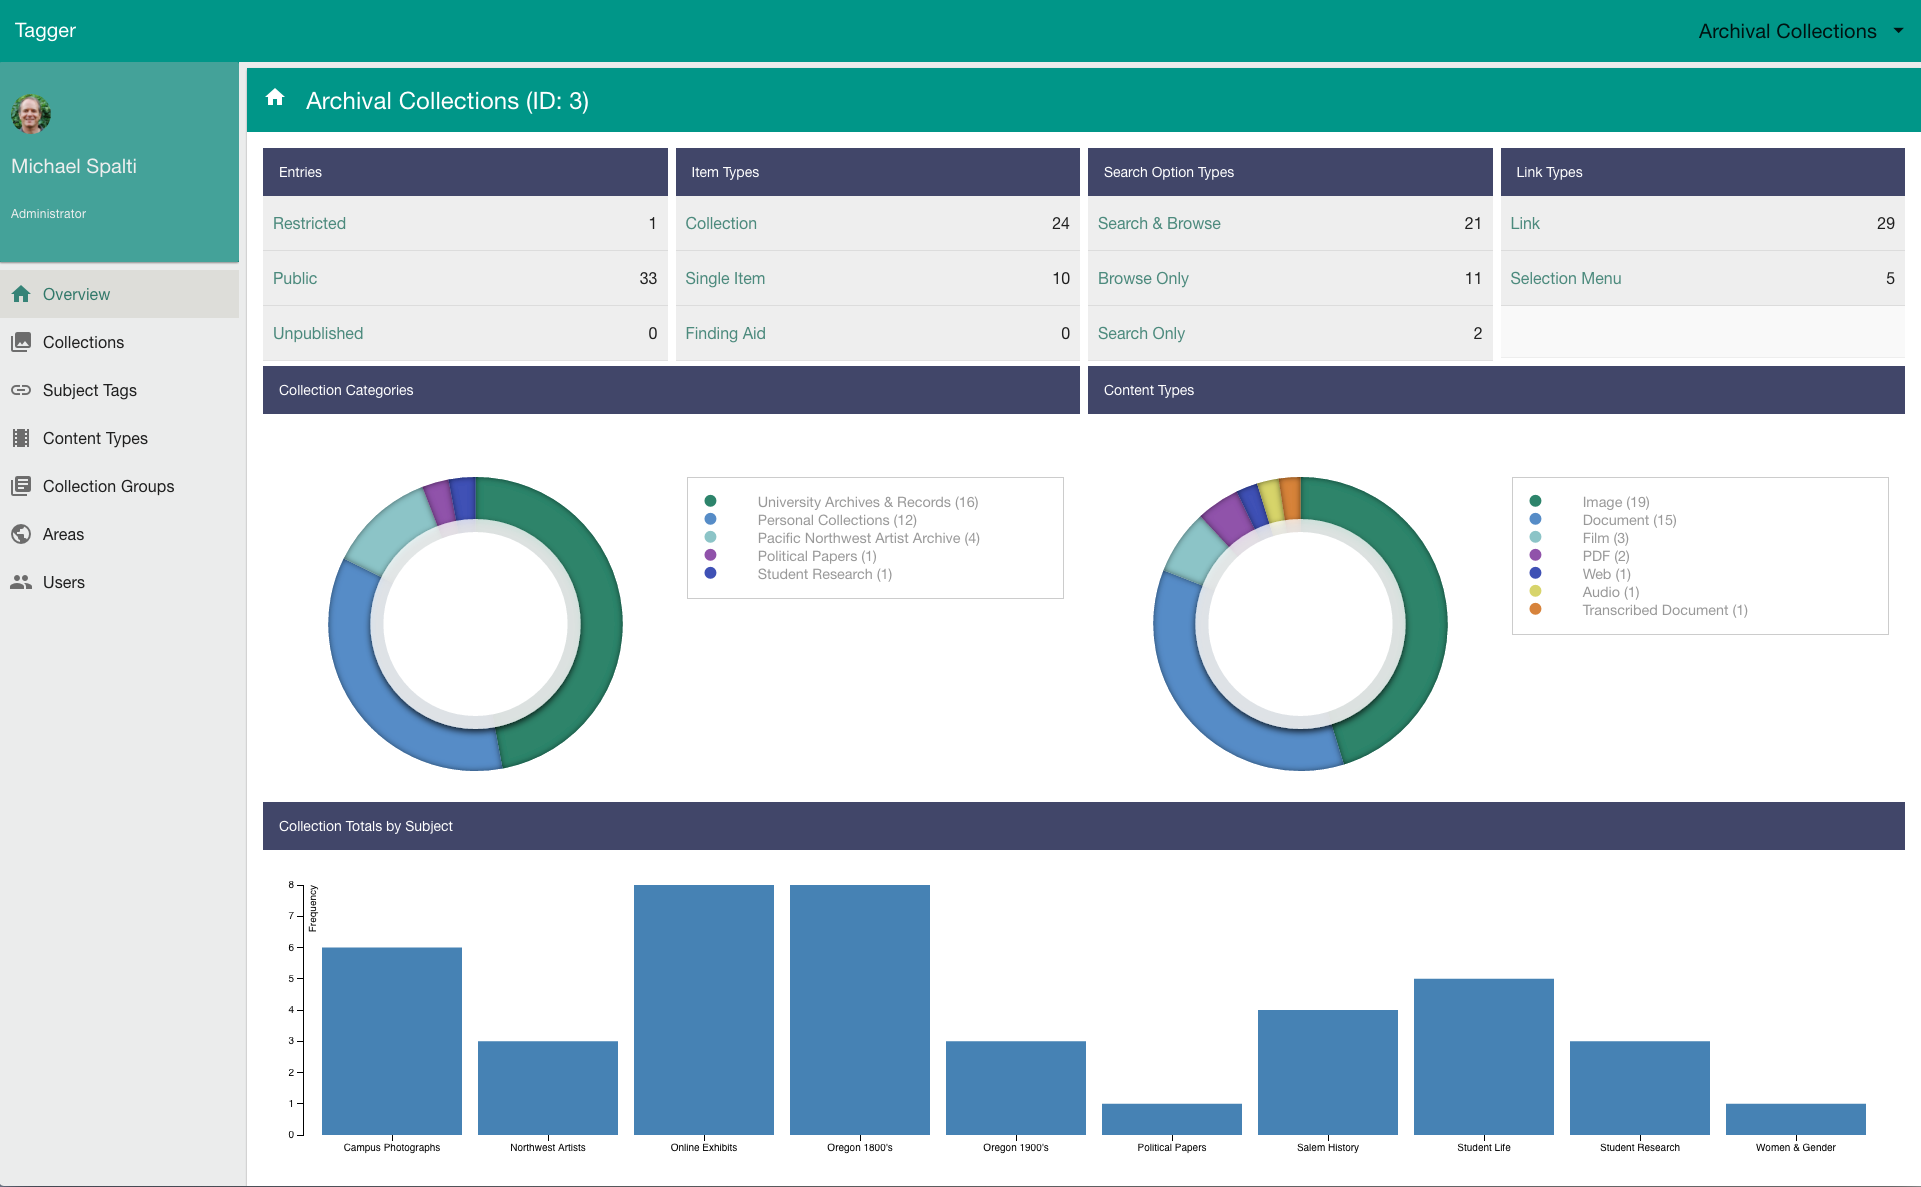 Tagger
Archival Collections
Michael Spalti
Administrator
Overview
Collections
Subject Tags
Content Types
Collection Groups
Areas
Users
Archival Collections (ID: 3)
Entries
Restricted 1
Public 33
Unpublished 0
Item Types
Collection 24
Single Item 10
Finding Aid 0
Search Option Types
Search & Browse 21
Browse Only 11
Search Only 2
Link Types
Link 29
Selection Menu 5
Collection Categories
University Archives & Records (16)
Personal Collections (12)
Pacific Northwest Artist Archive (4)
Political Papers (1)
Student Research (1)
Content Types
Image (19)
Document (15)
Film (3)
PDF (2)
Web (1)
Audio (1)
Transcribed Document (1)
Collection Totals by Subject
Frequency
8
7
6
5
4
3
2
1
0
Campus Photographs
Northwest Artists
Online Exhibits
Oregon 1800's
Oregon 1900's
Political Papers
Salem History
Student Life
Student Research
Women & Gender